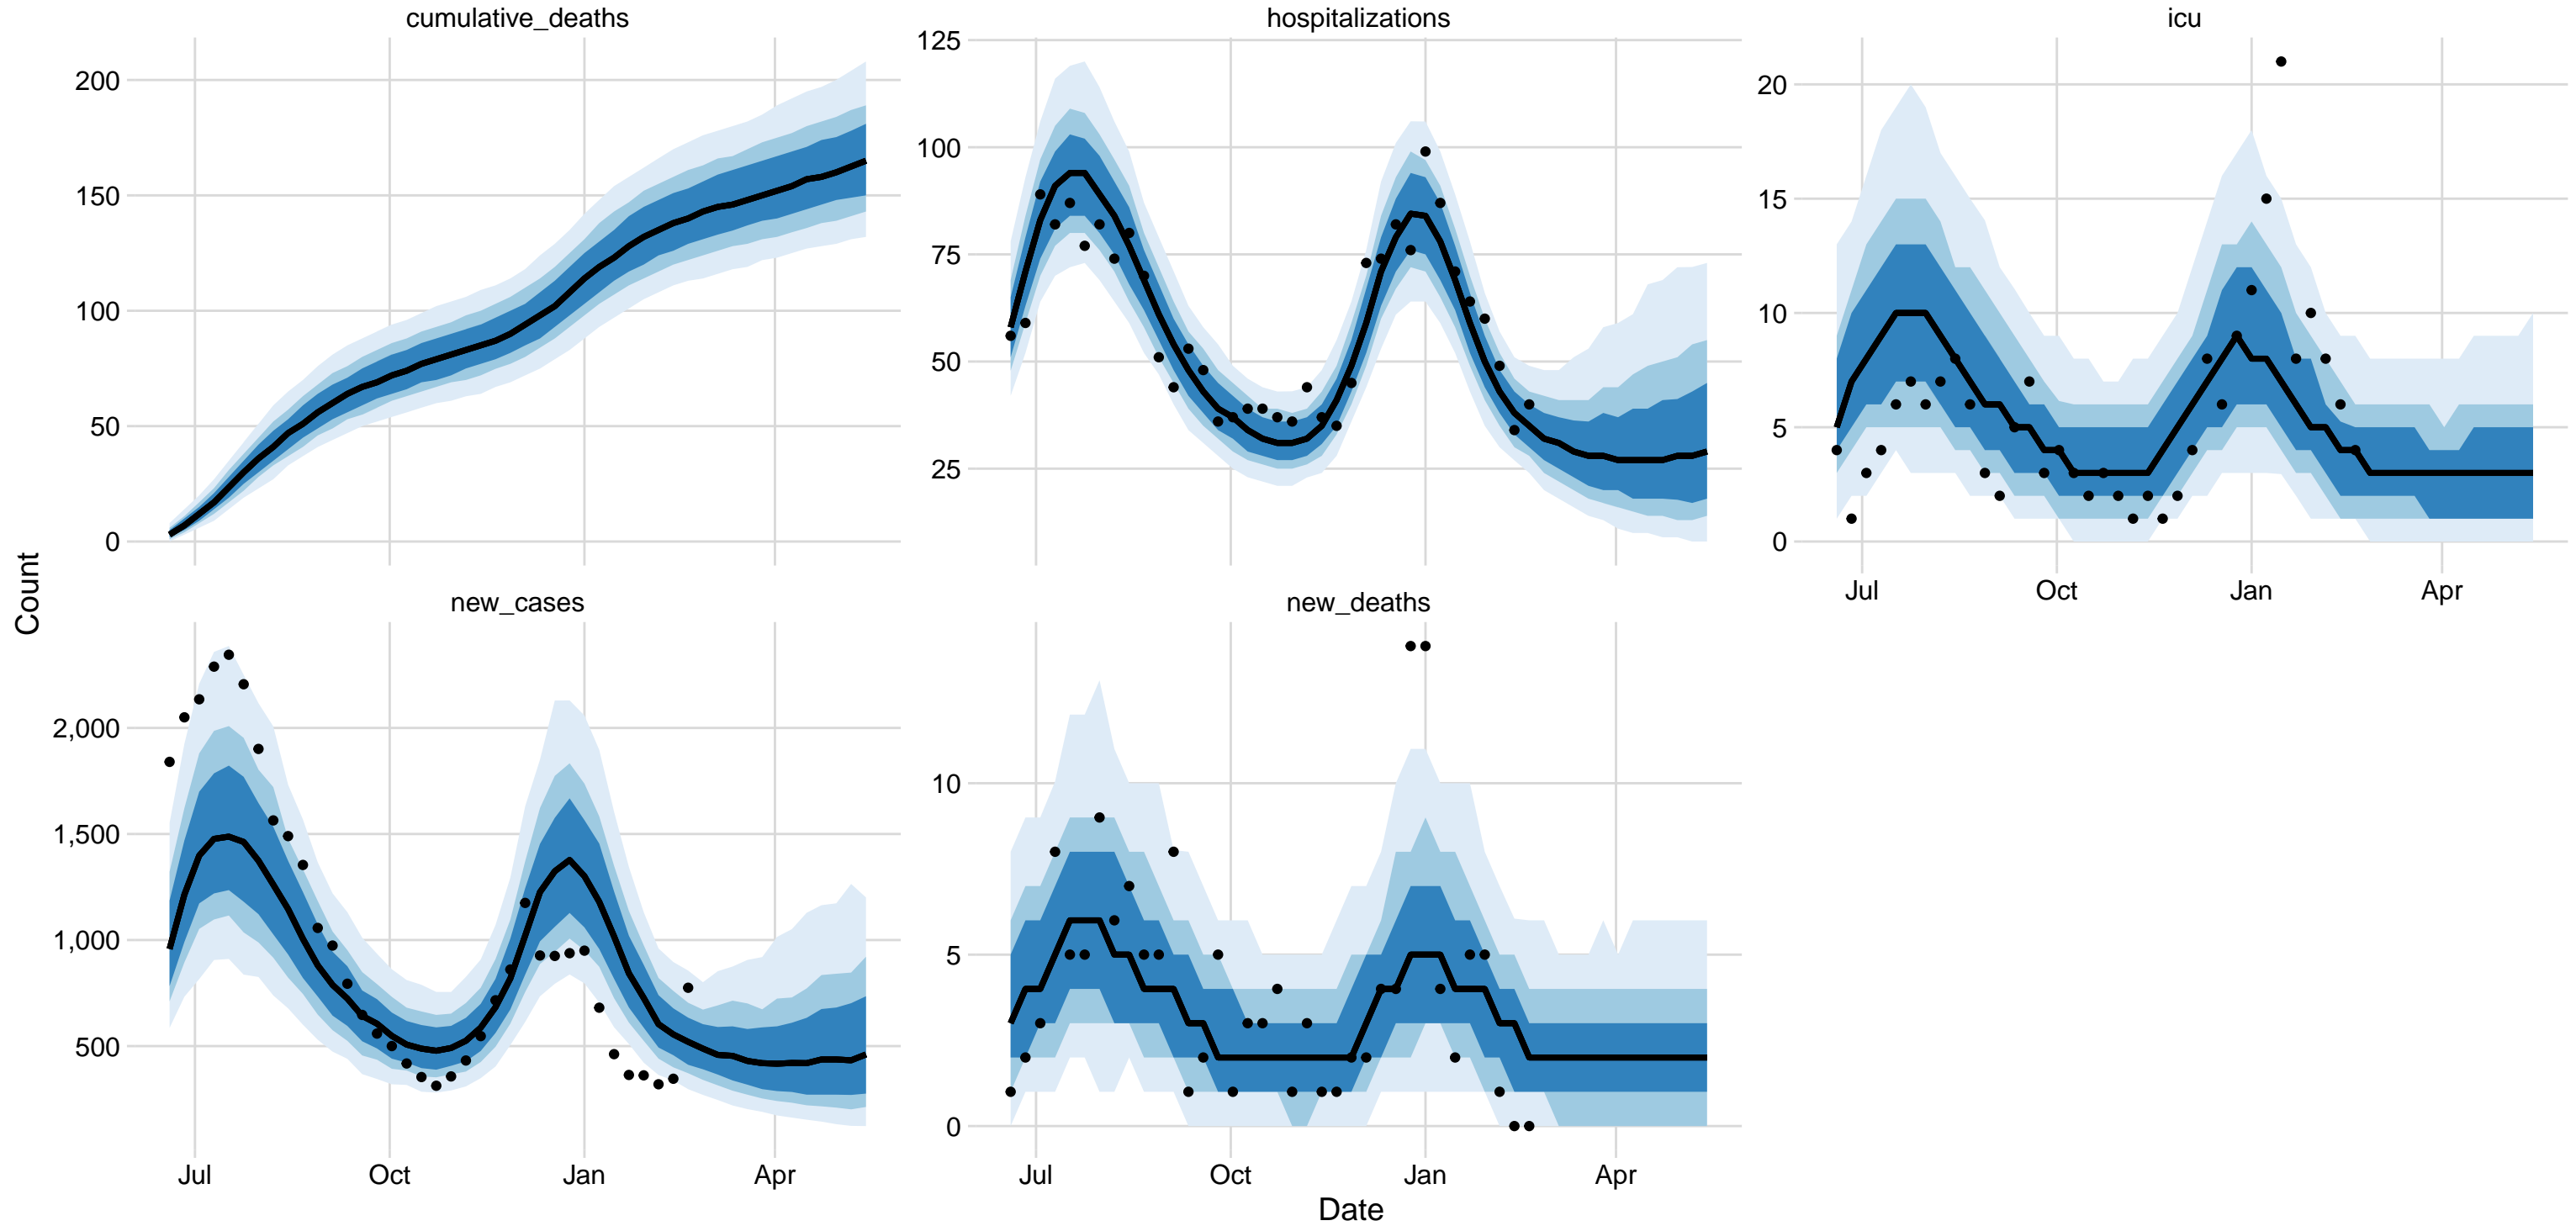 cumulative_deaths
hospitalizations
icu
200
150
100
50
0
125
100
75
50
25
20
15
10
5
0
Jul
Oct
Jan
Apr
Count
new_cases
new_deaths
2,000
1,500
1,000
500
Jul
Oct
Jan
Apr
10
5
0
Jul
Oct
Jan
Apr
Date